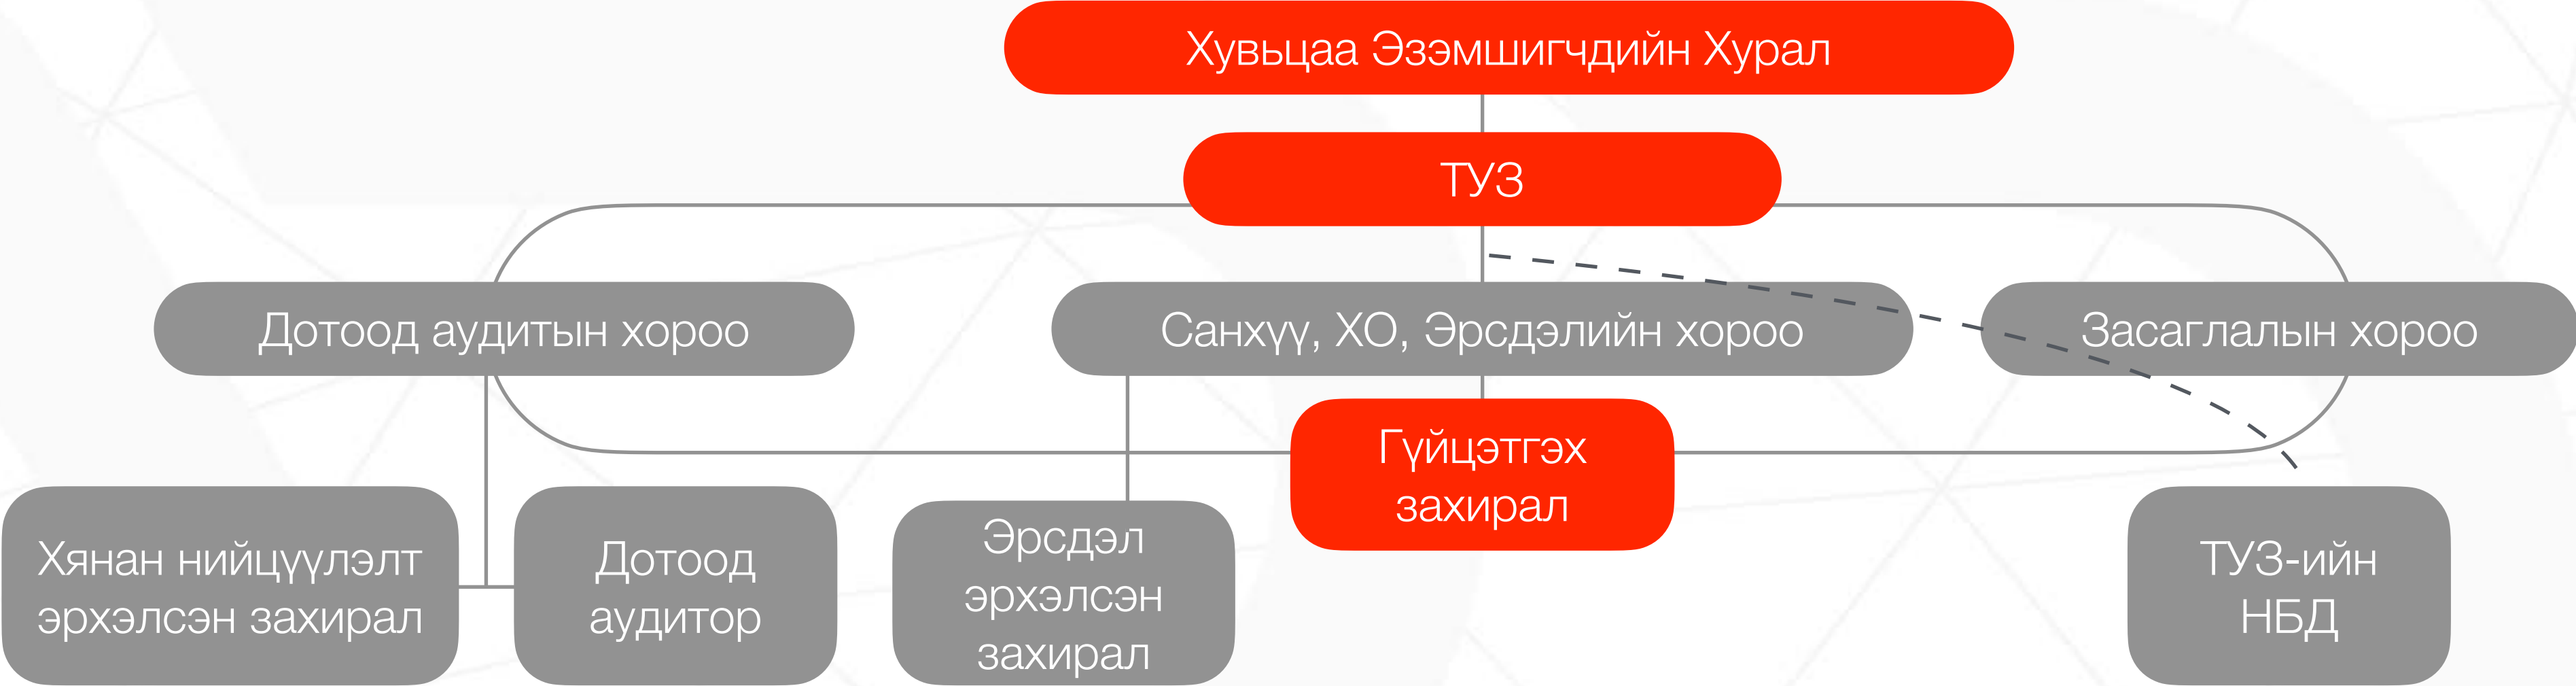 Хувьцаа Эзэмшигчдийн Хурал
ТУЗ
Дотоод аудитын хороо
Санхүү, ХО, Эрсдэлийн хороо
Засаглалын хороо
Гүйцэтгэх
захирал
Хянан нийцүүлэлт
эрхэлсэн захирал
Дотоод
аудитор
Эрсдэл
эрхэлсэн
захирал
ТУЗ-ийн
НБД